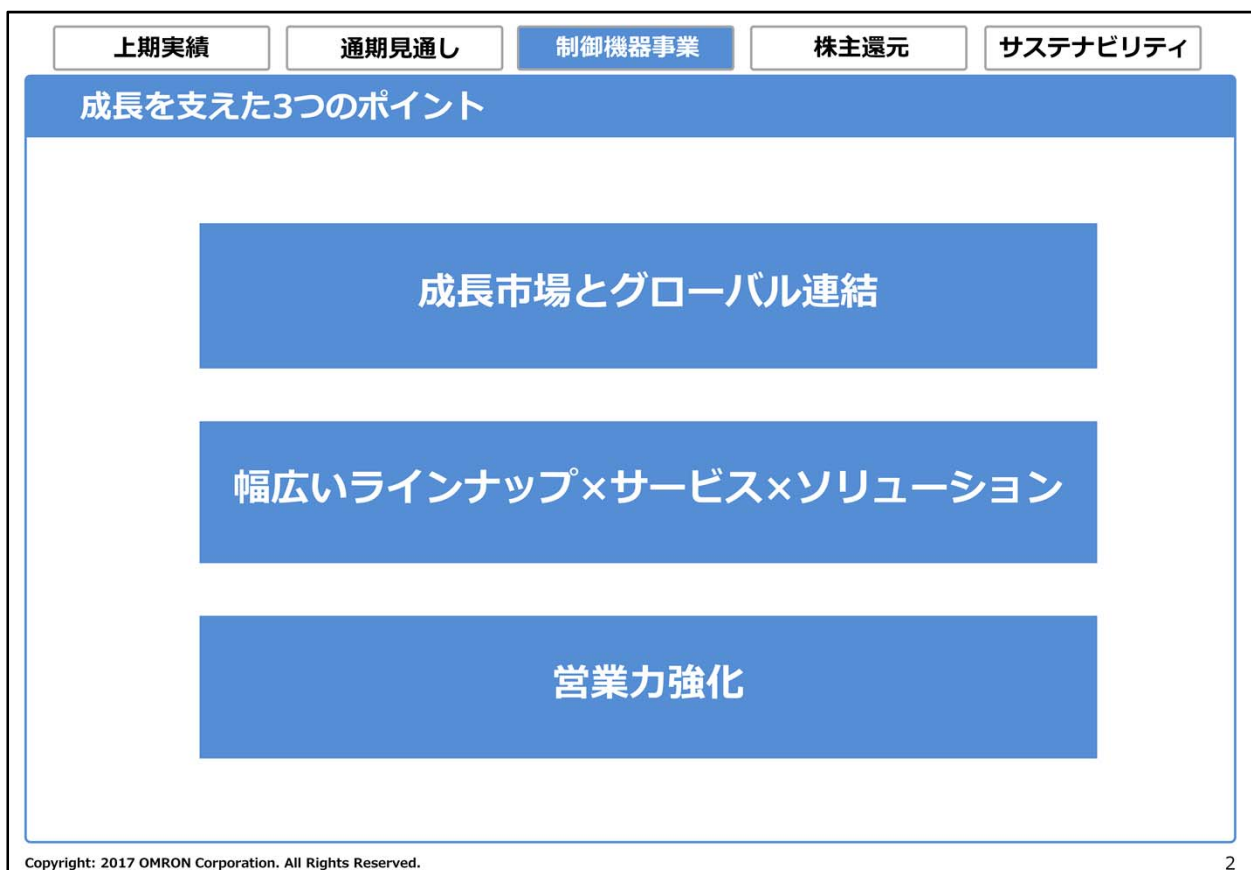 上期実績
通期見通し
制御機器事業
株主還元
サステナビリティ
成長を支えた3つのポイント
成長市場とグローバル連結
幅広いラインナップ×サービス×ソリューション
営業力強化
Copyright: 2017 OMRON Corporation. All Rights Reserved.
2